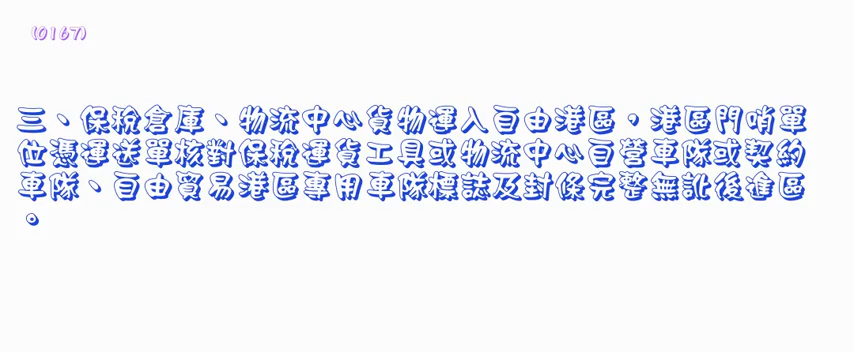 (0167)
三、保稅倉庫、物流中心貨物運入自由港區，港區門哨單
位憑運送單核對保稅運貨工具或物流中心自營車隊或契約
車隊、自由貿易港區專用車隊標誌及封條完整無訛後進區
。